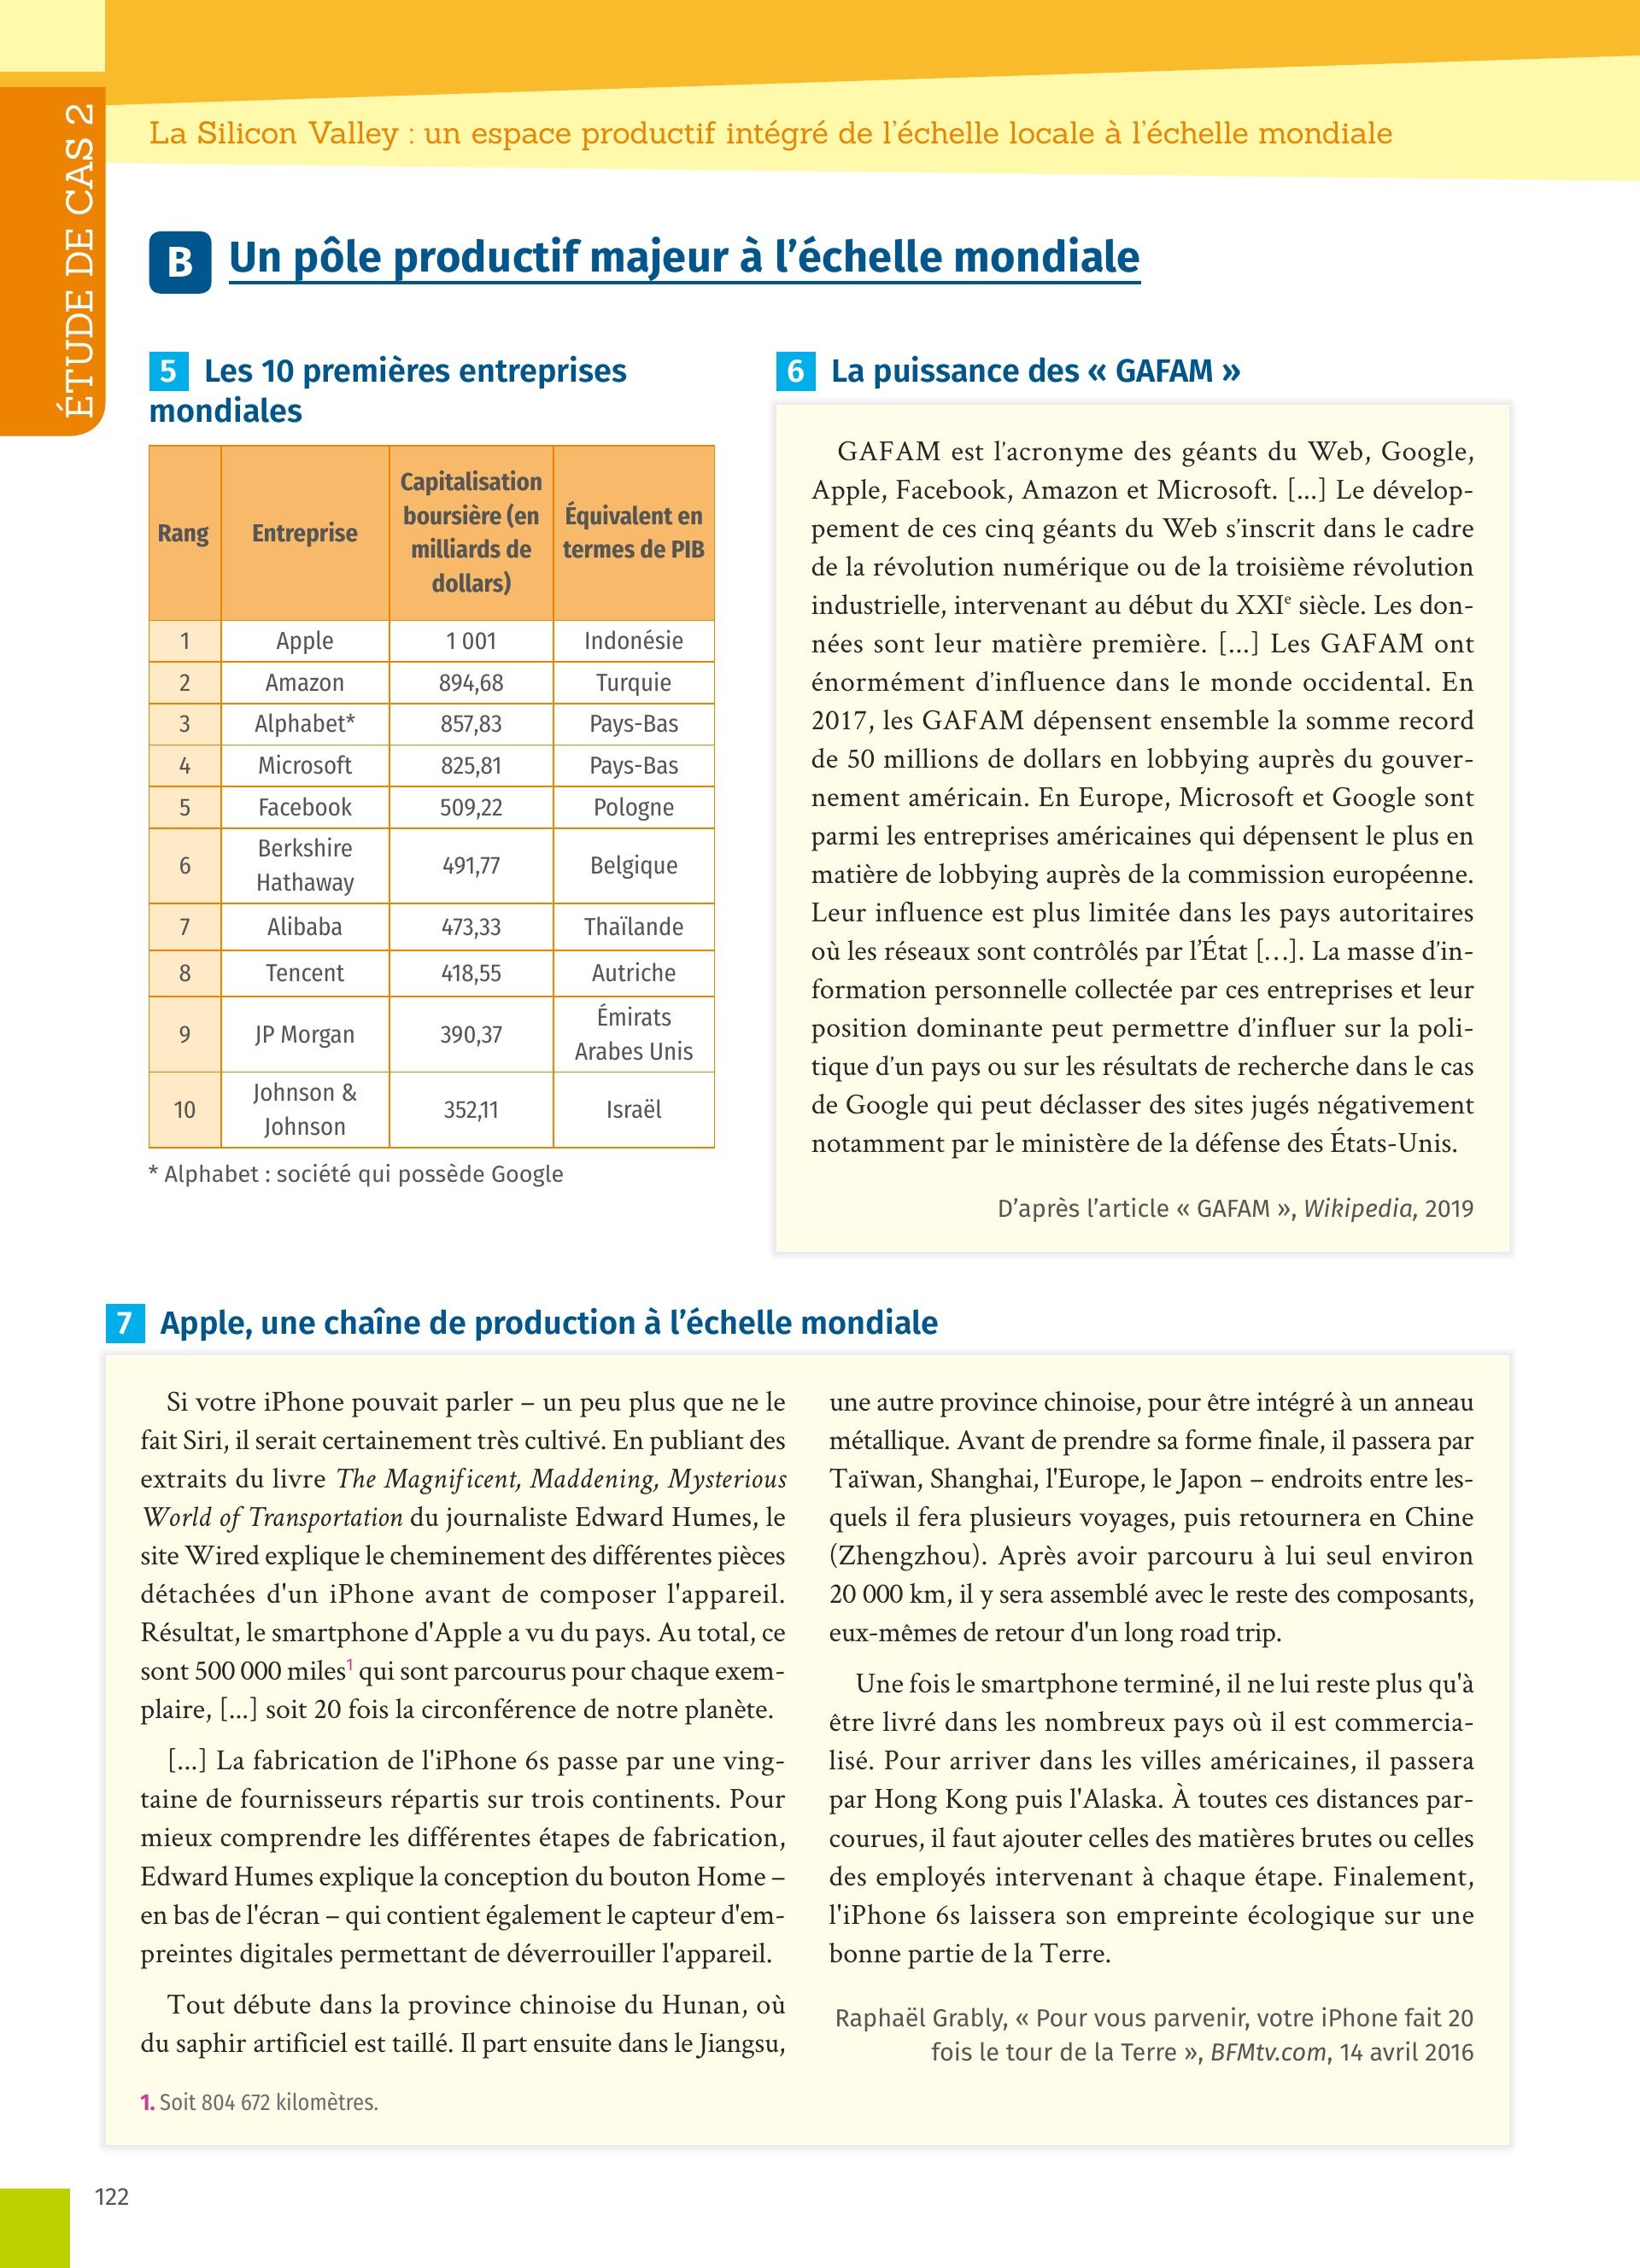 ÉTUDE DE CAS 2
La Silicon Valley : un espace productif intégré de l’échelle locale à l’échelle mondiale
B Un pôle productif majeur à l’échelle mondiale
5 Les 10 premières entreprises
mondiales
Rang Entreprise Capitalisation boursière (en milliards de dollars) Équivalent en termes de PIB
1 Apple 1 001 Indonésie
2 Amazon 894,68 Turquie
3 Alphabet* 857,83 Pays-Bas
4 Microsoft 825,81 Pays-Bas
5 Facebook 509,22 Pologne
6 Berkshire Hathaway 491,77 Belgique
7 Alibaba 473,33 Thaïlande
8 Tencent 418,55 Autriche
9 JP Morgan 390,37 Émirats Arabes Unis
10 Johnson & Johnson 352,11 Israël
* Alphabet : société qui possède Google
6 La puissance des « GAFAM »
GAFAM est l’acronyme des géants du Web, Google,
Apple, Facebook, Amazon et Microsoft. [...] Le dévelop-
pement de ces cinq géants du Web s’inscrit dans le cadre
de la révolution numérique ou de la troisième révolution
industrielle, intervenant au début du XXIe siècle. Les don-
nées sont leur matière première. [...] Les GAFAM ont
énormément d’influence dans le monde occidental. En
2017, les GAFAM dépensent ensemble la somme record
de 50 millions de dollars en lobbying auprès du gouver-
nement américain. En Europe, Microsoft et Google sont
parmi les entreprises américaines qui dépensent le plus en
matière de lobbying auprès de la commission européenne.
Leur influence est plus limitée dans les pays autoritaires
où les réseaux sont contrôlés par l’État […]. La masse d’in-
formation personnelle collectée par ces entreprises et leur
position dominante peut permettre d’influer sur la poli-
tique d’un pays ou sur les résultats de recherche dans le cas
de Google qui peut déclasser des sites jugés négativement
notamment par le ministère de la défense des États-Unis.
D’après l’article « GAFAM », Wikipedia, 2019
7 Apple, une chaîne de production à l’échelle mondiale
Si votre iPhone pouvait parler – un peu plus que ne le
fait Siri, il serait certainement très cultivé. En publiant des
extraits du livre The Magnificent, Maddening, Mysterious
World of Transportation du journaliste Edward Humes, le
site Wired explique le cheminement des différentes pièces
détachées d'un iPhone avant de composer l'appareil.
Résultat, le smartphone d'Apple a vu du pays. Au total, ce
sont 500 000 miles1 qui sont parcourus pour chaque exem-
plaire, [...] soit 20 fois la circonférence de notre planète.
[...] La fabrication de l'iPhone 6s passe par une ving-
taine de fournisseurs répartis sur trois continents. Pour
mieux comprendre les différentes étapes de fabrication,
Edward Humes explique la conception du bouton Home –
en bas de l'écran – qui contient également le capteur d'em-
preintes digitales permettant de déverrouiller l'appareil.
Tout débute dans la province chinoise du Hunan, où
du saphir artificiel est taillé. Il part ensuite dans le Jiangsu,
une autre province chinoise, pour être intégré à un anneau
métallique. Avant de prendre sa forme finale, il passera par
Taïwan, Shanghai, l'Europe, le Japon – endroits entre les-
quels il fera plusieurs voyages, puis retournera en Chine
(Zhengzhou). Après avoir parcouru à lui seul environ
20 000 km, il y sera assemblé avec le reste des composants,
eux-mêmes de retour d'un long road trip.
Une fois le smartphone terminé, il ne lui reste plus qu'à
être livré dans les nombreux pays où il est commercia-
lisé. Pour arriver dans les villes américaines, il passera
par Hong Kong puis l'Alaska. À toutes ces distances par-
courues, il faut ajouter celles des matières brutes ou celles
des employés intervenant à chaque étape. Finalement,
l'iPhone 6s laissera son empreinte écologique sur une
bonne partie de la Terre.
Raphaël Grably, « Pour vous parvenir, votre iPhone fait 20
fois le tour de la Terre », BFMtv.com, 14 avril 2016
1. Soit 804 672 kilomètres.
122